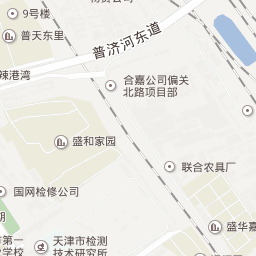 9号楼
普天东里
普济河东道
辣港湾
合嘉公司偏关
北路项目部
盛和家园
联合农具厂
国网检修公司
盛华嘉
市第一
学校
天津市检测
技术研究所